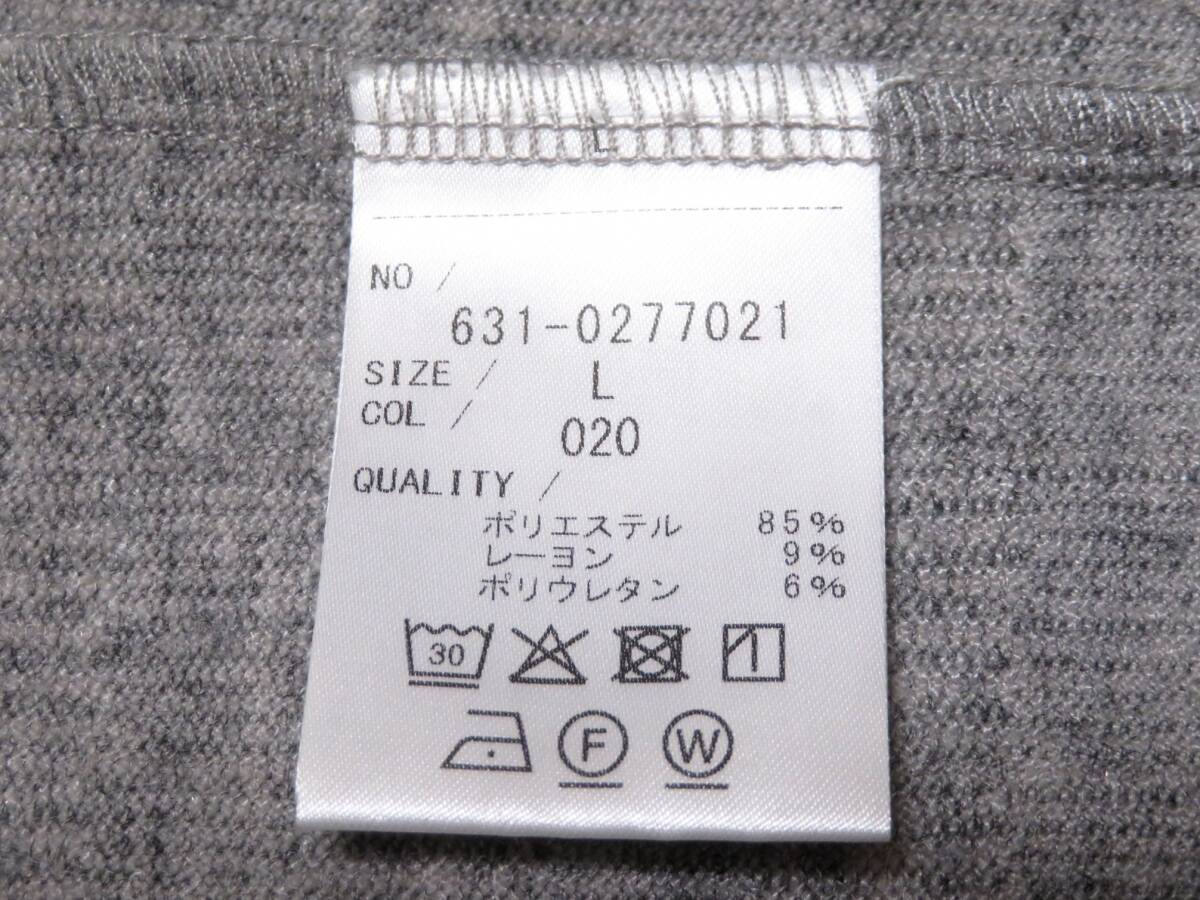 L
NO /
631-0277021
SIZE / L
COL / 020
QUALITY /
ポリエステル 85%
レーヨン 9%
ポリウレタン 6%
30
F W